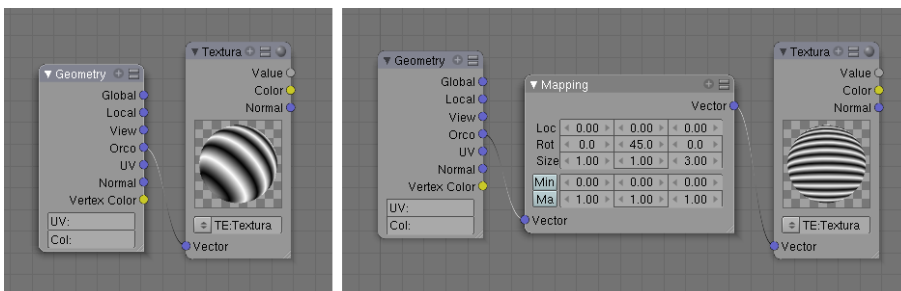 Geometry
Global
Local
View
Orco
UV
Normal
Vertex Color
UV:
Col:
Textura
Value
Color
Normal
TE:Textura
Vector
Geometry
Global
Local
View
Orco
UV
Normal
Vertex Color
UV:
Col:
Mapping
Vector
Loc 0.00 0.00 0.00
Rot 0.0 45.0 0.0
Size 1.00 1.00 3.00
Min 0.00 0.00 0.00
Ma 1.00 1.00 1.00
Vector
Textura
Value
Color
Normal
TE:Textura
Vector